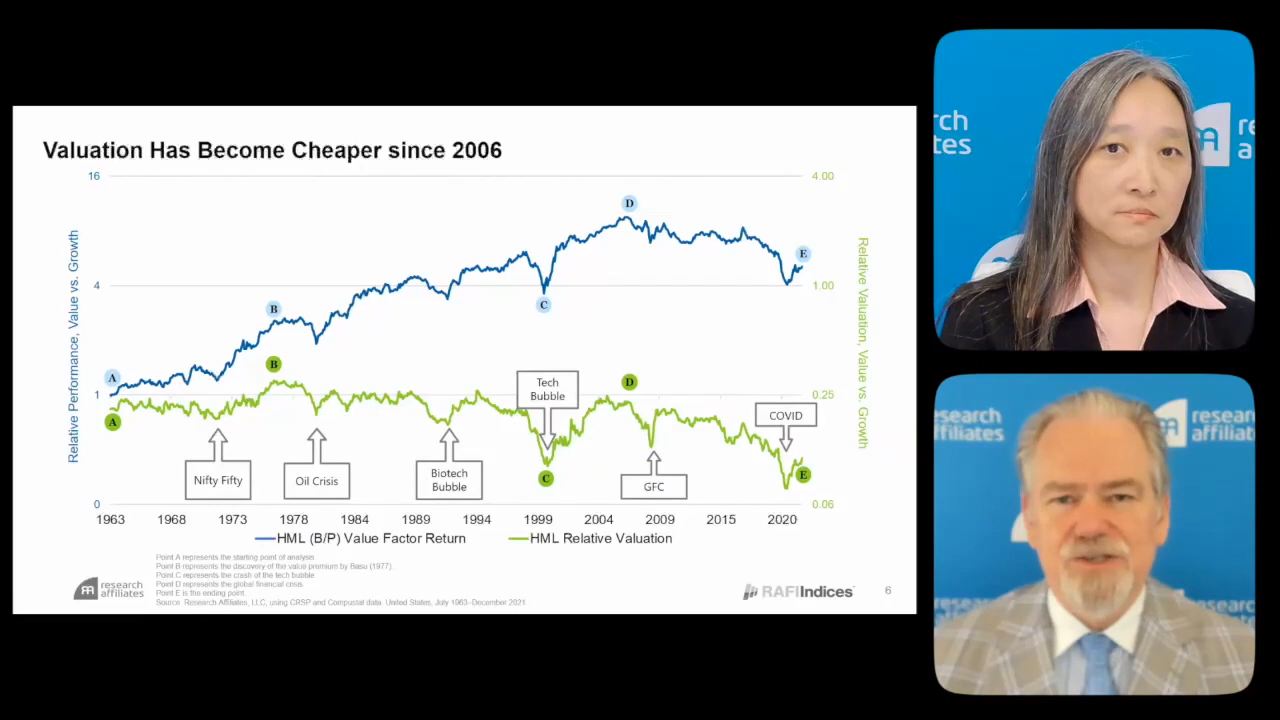 Valuation Has Become Cheaper since 2006
16
4
1
0
4.00
1.00
0.25
0.06
Relative Performance, Value vs. Growth
Relative Valuation, Value vs. Growth
A
B
C
D
E
A
B
C
D
E
Nifty Fifty
Oil Crisis
Biotech
Bubble
Tech
Bubble
GFC
COVID
1963 1968 1973 1978 1984 1989 1994 1999 2004 2009 2015 2020
HML (B/P) Value Factor Return HML Relative Valuation
Point A represents the starting point of analysis
Point B represents the discovery of the value premium by Basu (1977).
Point C represents the crash of the tech bubble
Point D represents the global financial crisis
Point E is the ending point.
Source: Research Affiliates, LLC, using CRSP and Compustat data. United States, July 1963–December 2021
research
affiliates
RAFI Indices
6
rch
tes
re
a
research
affiliates
research
affiliat